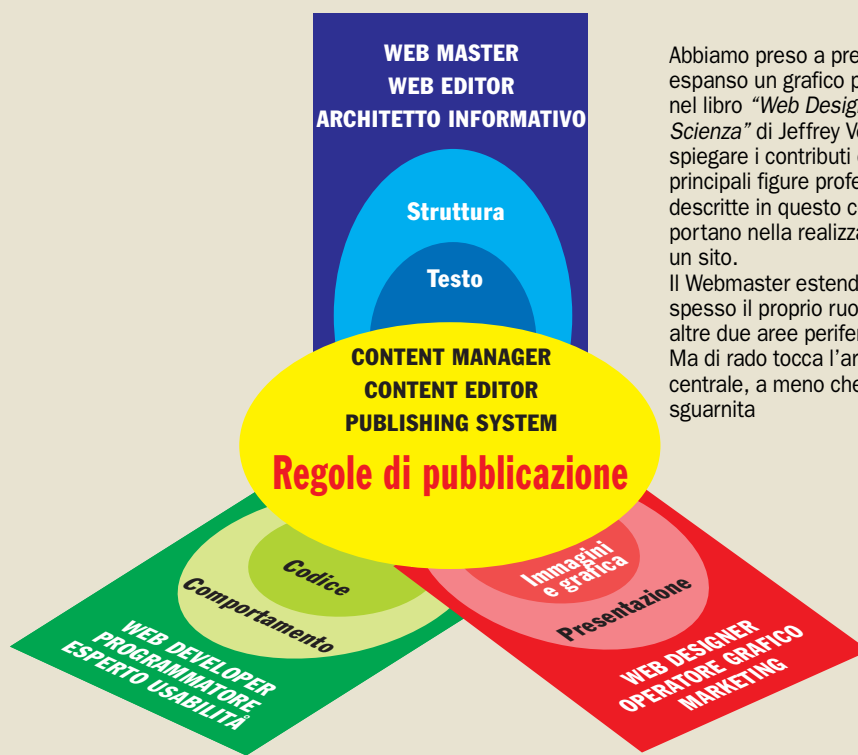 WEB MASTER
WEB EDITOR
ARCHITETTO INFORMATIVO
Struttura
Testo
CONTENT MANAGER
CONTENT EDITOR
PUBLISHING SYSTEM
Regole di pubblicazione
Codice
Comportamento
WEB DEVELOPER
PROGRAMMATORE
ESPERTO USABILITÅ
Immagini
e grafica
Presentazione
WEB DESIGNER
OPERATORE GRAFICO
MARKETING
Abbiamo preso a
espanso un grafico
nel libro “Web
Scienza” di Jeffrey
spiegare i contributi
principali figure
descritte in questo
portano nella
un sito.
Il Webmaster
spesso il proprio
altre due aree
Ma di rado tocca
centrale, a meno che
sguarnita